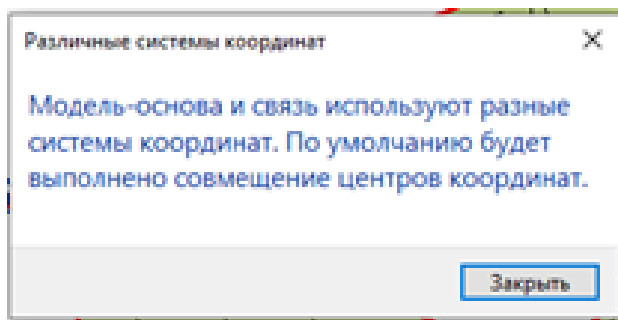 Различные системы координат
Модель-основа и связь используют разные
системы координат. По умолчанию будет
выполнено совмещение центров координат.
Закрыть